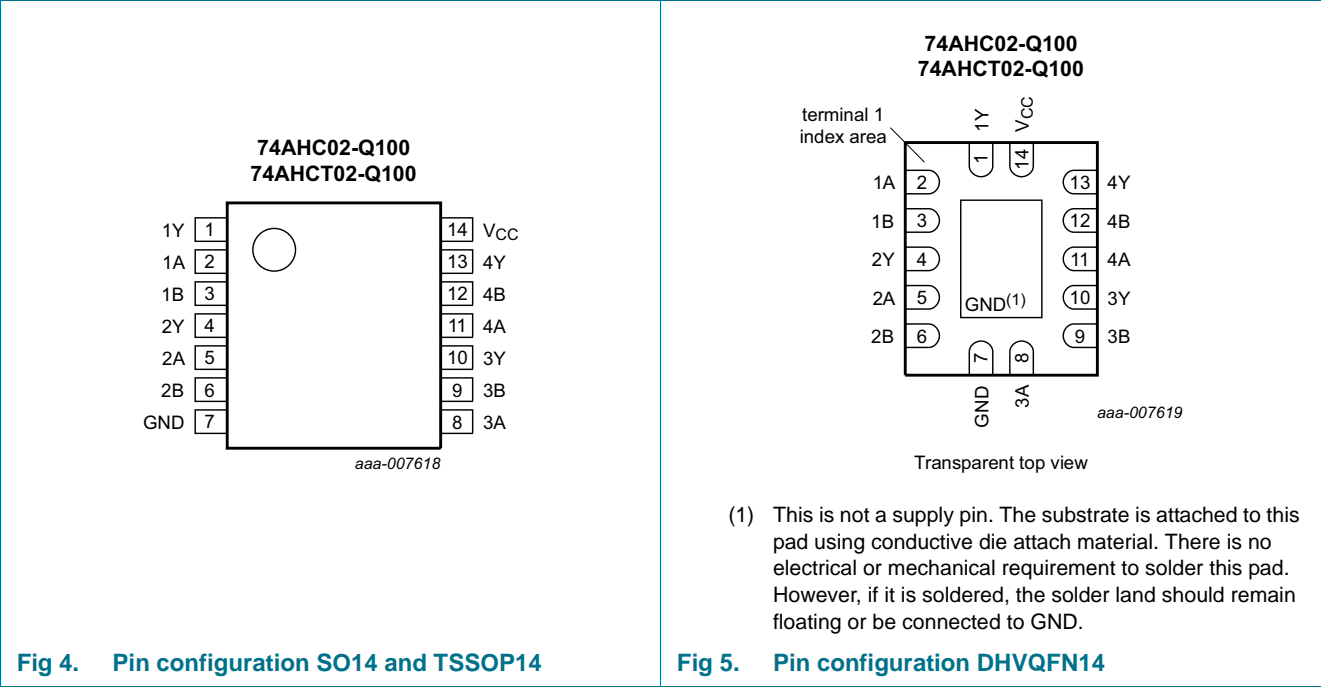 74AHC02-Q100
74AHCT02-Q100
1Y 1
1A 2
1B 3
2Y 4
2A 5
2B 6
GND 7
14 VCC
13 4Y
12 4B
11 4A
10 3Y
9 3B
8 3A
aaa-007618
Fig 4. Pin configuration SO14 and TSSOP14
74AHC02-Q100
74AHCT02-Q100
terminal 1
index area
1Y
VCC
1
14
1A 2
1B 3
2Y 4
2A 5
2B 6
13 4Y
12 4B
11 4A
10 3Y
9 3B
GND(1)
7
8
GND
3A
aaa-007619
Transparent top view
(1) This is not a supply pin. The substrate is attached to this
pad using conductive die attach material. There is no
electrical or mechanical requirement to solder this pad.
However, if it is soldered, the solder land should remain
floating or be connected to GND.
Fig 5. Pin configuration DHVQFN14